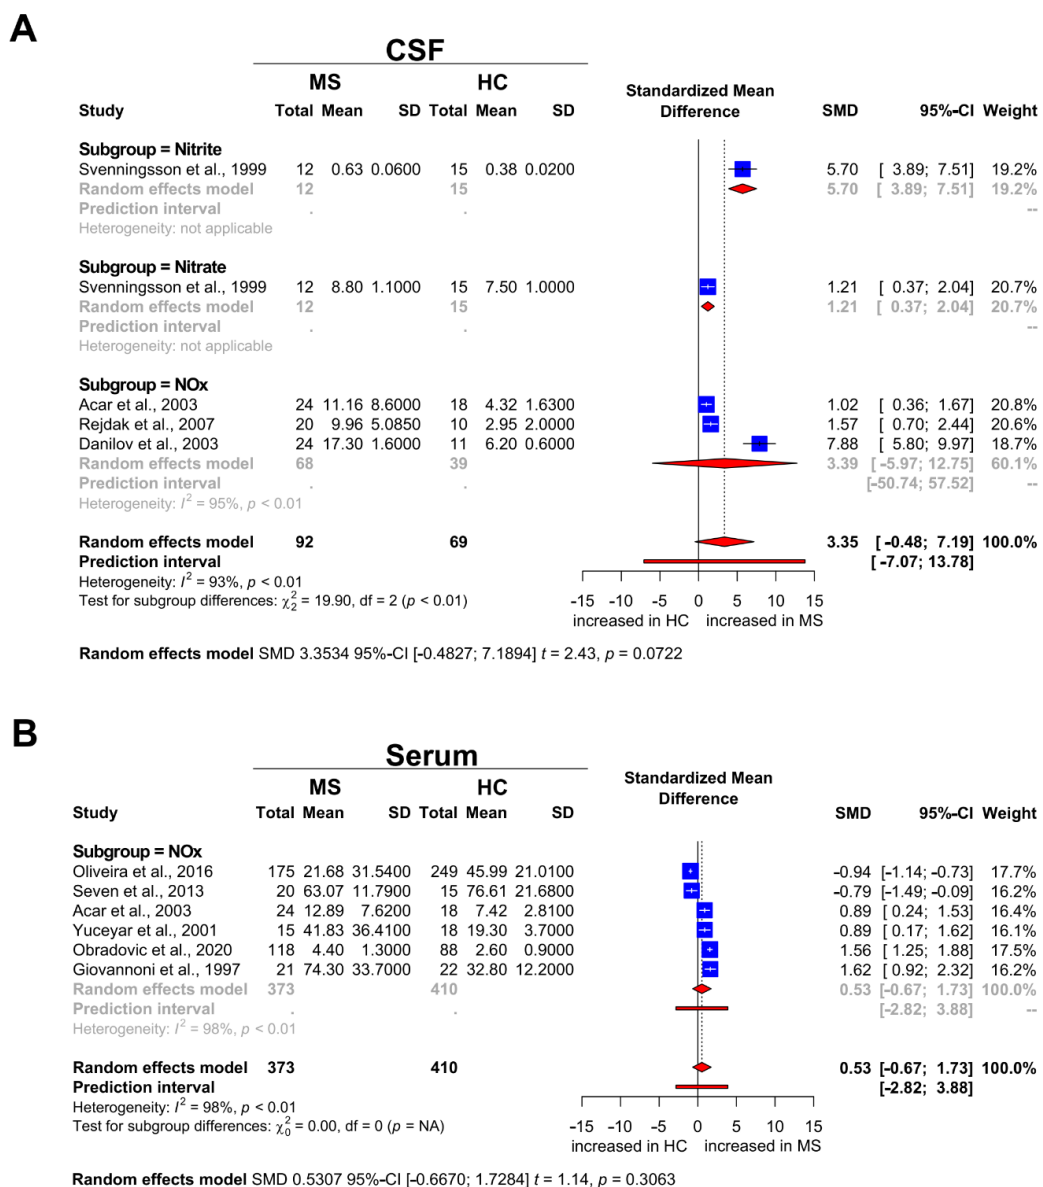 A
CSF
MS HC
Standardized Mean
Difference
Study Total Mean SD Total Mean SD SMD 95%-CI Weight
Subgroup = Nitrite
Svenningsson et al., 1999 12 0.63 0.0600 15 0.38 0.0200 5.70 [ 3.89; 7.51] 19.2%
Random effects model 12 15 5.70 [ 3.89; 7.51] 19.2%
Prediction interval . . --
Heterogeneity: not applicable
Subgroup = Nitrate
Svenningsson et al., 1999 12 8.80 1.1000 15 7.50 1.0000 1.21 [ 0.37; 2.04] 20.7%
Random effects model 12 15 1.21 [ 0.37; 2.04] 20.7%
Prediction interval . . --
Heterogeneity: not applicable
Subgroup = NOx
Acar et al., 2003 24 11.16 8.6000 18 4.32 1.6300 1.02 [ 0.36; 1.67] 20.8%
Rejdak et al., 2007 20 9.96 5.0850 10 2.95 2.0000 1.57 [ 0.70; 2.44] 20.6%
Danilov et al., 2003 24 17.30 1.6000 11 6.20 0.6000 7.88 [ 5.80; 9.97] 18.7%
Random effects model 68 39 3.39 [ -5.97; 12.75] 60.1%
Prediction interval . . [-50.74; 57.52] --
Heterogeneity: I² = 95%, p < 0.01
Random effects model 92 69 3.35 [ -0.48; 7.19] 100.0%
Prediction interval [ -7.07; 13.78]
Heterogeneity: I² = 93%, p < 0.01
Test for subgroup differences: χ²₂ = 19.90, df = 2 (p < 0.01)
-15 -10 -5 0 5 10 15
increased in HC increased in MS
Random effects model SMD 3.3534 95%-CI [-0.4827; 7.1894] t = 2.43, p = 0.0722
B
Serum
MS HC
Standardized Mean
Difference
Study Total Mean SD Total Mean SD SMD 95%-CI Weight
Subgroup = NOx
Oliveira et al., 2016 175 21.68 31.5400 249 45.99 21.0100 -0.94 [-1.14; -0.73] 17.7%
Seven et al., 2013 20 63.07 11.7900 15 76.61 21.6800 -0.79 [-1.49; -0.09] 16.2%
Acar et al., 2003 24 12.89 7.6200 18 7.42 2.8100 0.89 [ 0.24; 1.53] 16.4%
Yuceyar et al., 2001 15 41.83 36.4100 18 19.30 3.7000 0.89 [ 0.17; 1.62] 16.1%
Obradovic et al., 2020 118 4.40 1.3000 88 2.60 0.9000 1.56 [ 1.25; 1.88] 17.5%
Giovannoni et al., 1997 21 74.30 33.7000 22 32.80 12.2000 1.62 [ 0.92; 2.32] 16.2%
Random effects model 373 410 0.53 [-0.67; 1.73] 100.0%
Prediction interval . . [-2.82; 3.88] --
Heterogeneity: I² = 98%, p < 0.01
Random effects model 373 410 0.53 [-0.67; 1.73] 100.0%
Prediction interval [-2.82; 3.88]
Heterogeneity: I² = 98%, p < 0.01
Test for subgroup differences: χ²₀ = 0.00, df = 0 (p = NA)
-15 -10 -5 0 5 10 15
increased in HC increased in MS
Random effects model SMD 0.5307 95%-CI [-0.6670; 1.7284] t = 1.14, p = 0.3063